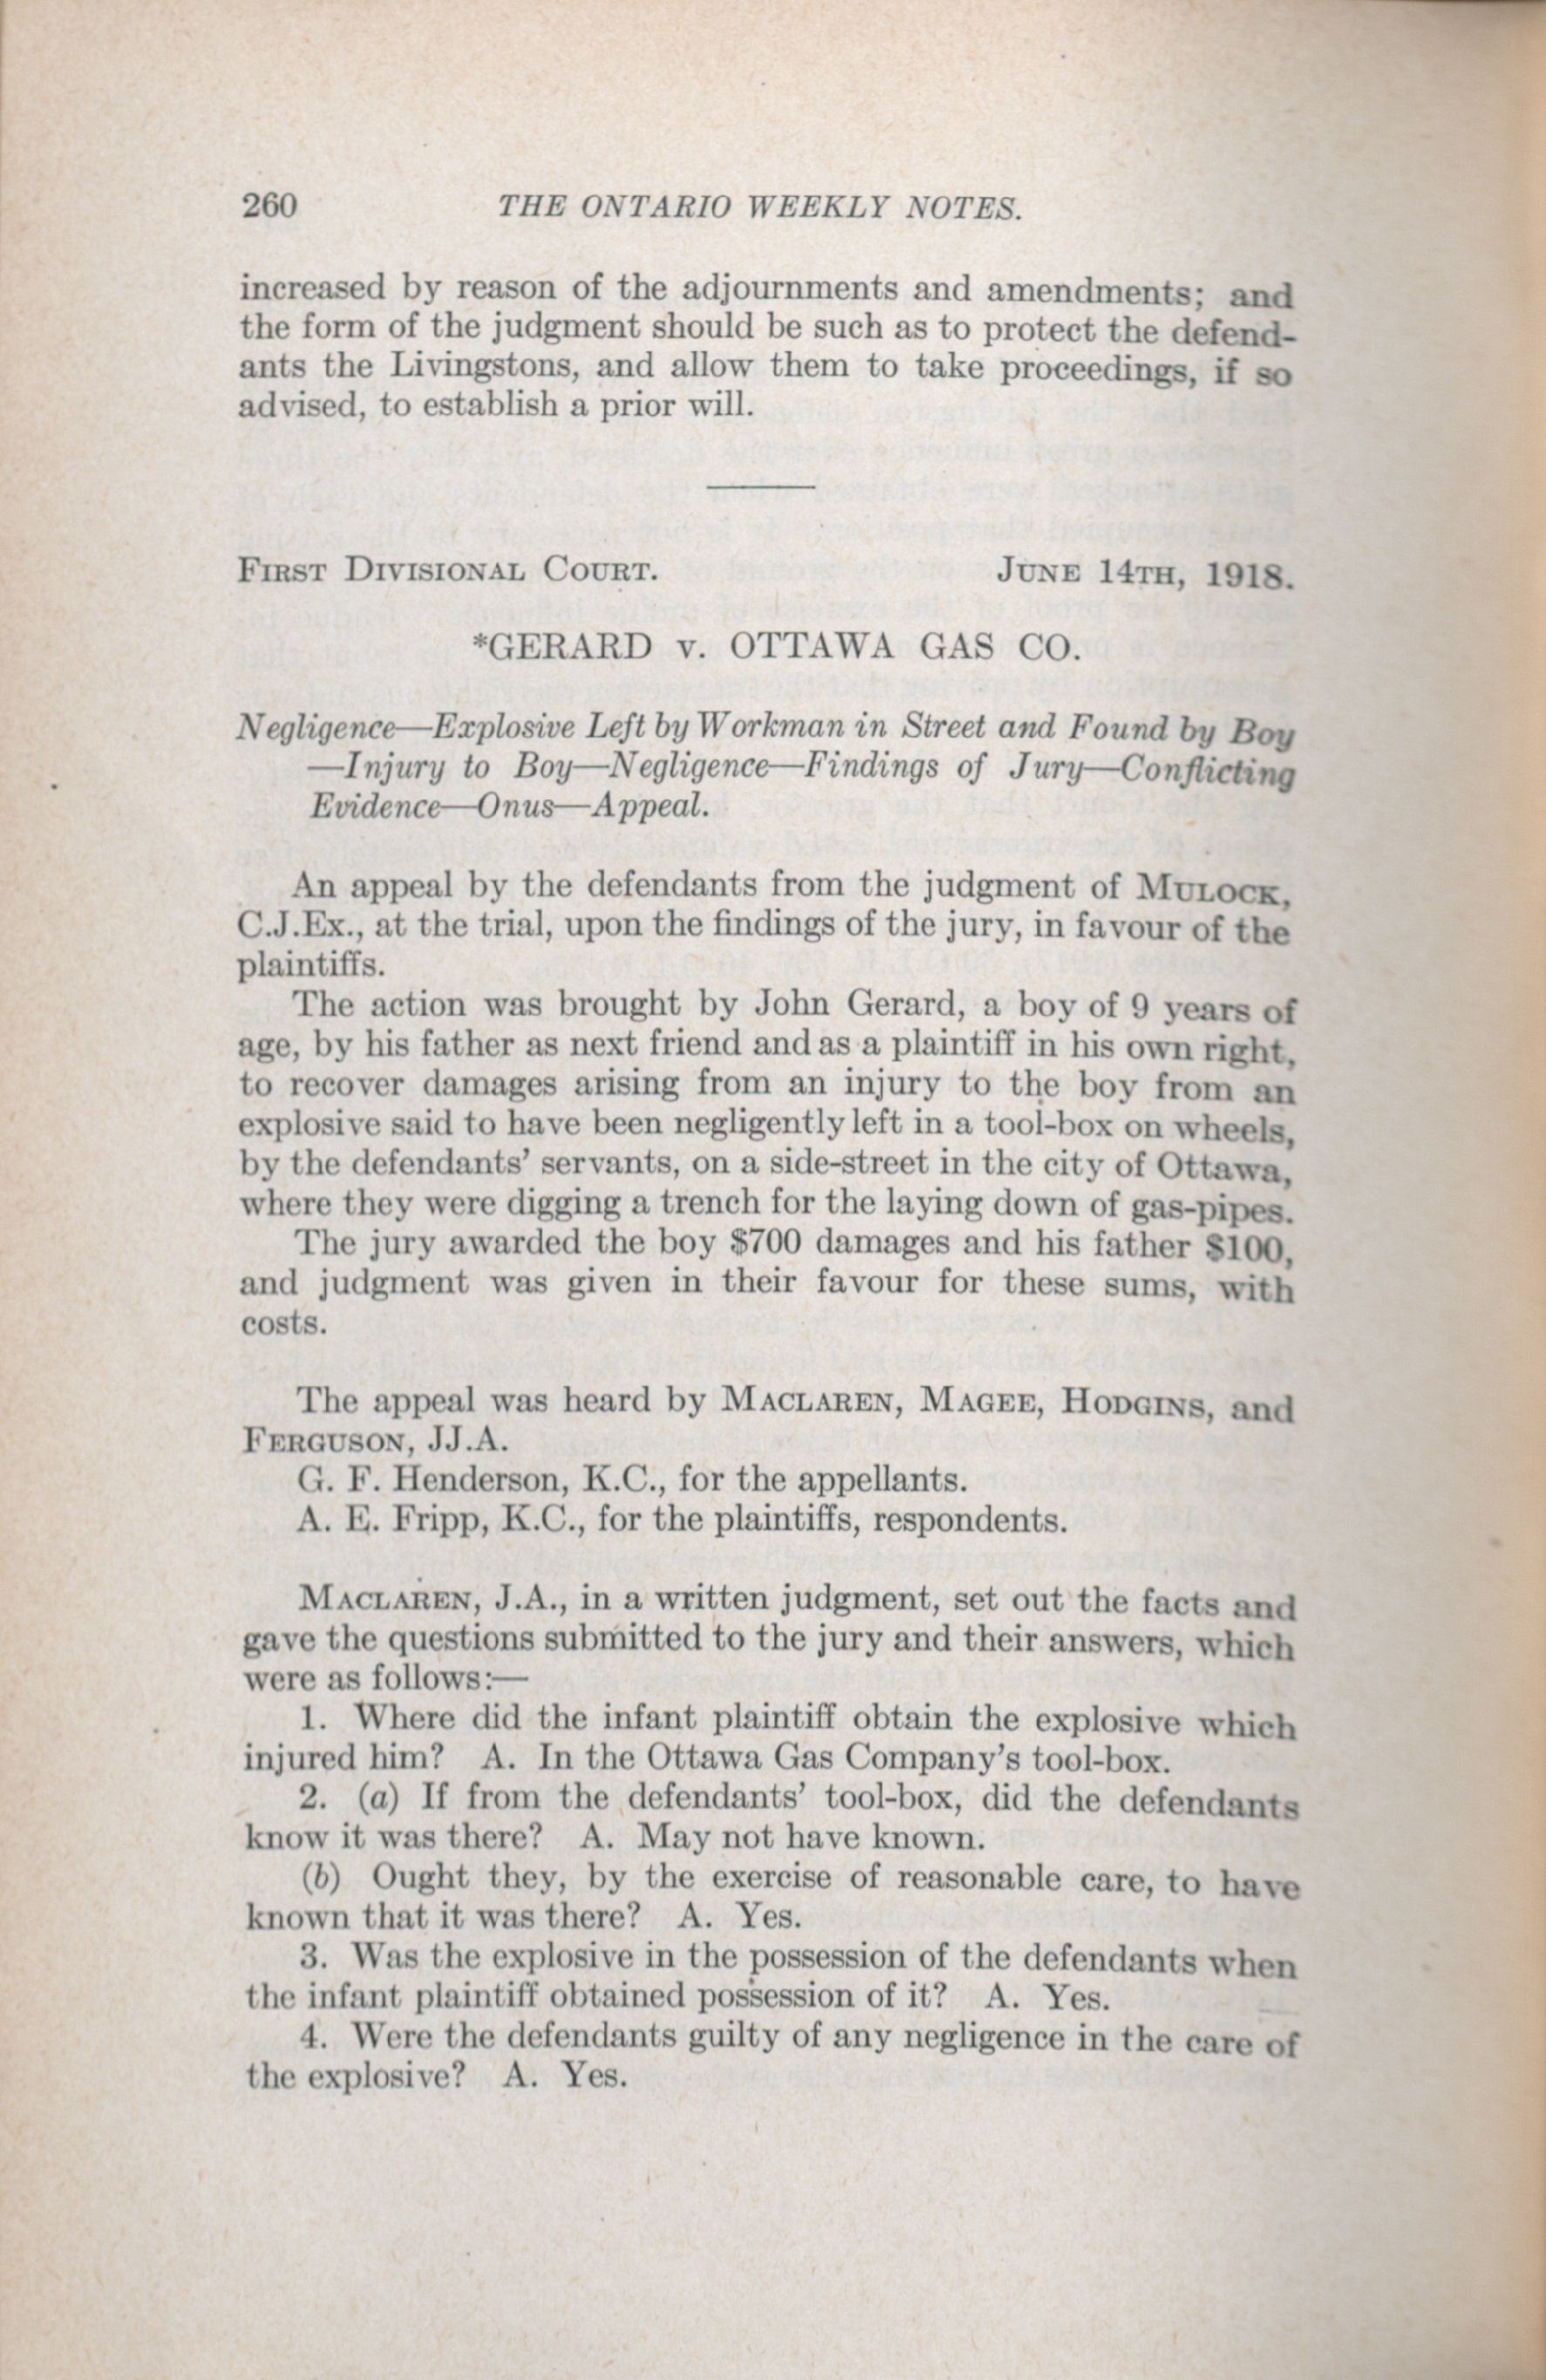 260 THE ONTARIO WEEKLY NOTES.
increased by reason of the adjournments and amendments; and
the form of the judgment should be such as to protect the defend-
ants the Livingstons, and allow them to take proceedings, if so
advised, to establish a prior will.
FIRST DIVISIONAL COURT. JUNE 14TH, 1918.
*GERARD v. OTTAWA GAS CO.
Negligence—Explosive Left by Workman in Street and Found by Boy
—Injury to Boy—Negligence—Findings of Jury—Conflicting
Evidence—Onus—Appeal.
An appeal by the defendants from the judgment of MULOCK,
C.J.Ex., at the trial, upon the findings of the jury, in favour of the
plaintiffs.
The action was brought by John Gerard, a boy of 9 years of
age, by his father as next friend and as a plaintiff in his own right,
to recover damages arising from an injury to the boy from an
explosive said to have been negligently left in a tool-box on wheels,
by the defendants' servants, on a side-street in the city of Ottawa,
where they were digging a trench for the laying down of gas-pipes.
The jury awarded the boy $700 damages and his father $100,
and judgment was given in their favour for these sums, with
costs.
The appeal was heard by MACLAREN, MAGEE, HODGINS, and
FERGUSON, JJ.A.
G. F. Henderson, K.C., for the appellants.
A. E. Fripp, K.C., for the plaintiffs, respondents.
MACLAREN, J.A., in a written judgment, set out the facts and
gave the questions submitted to the jury and their answers, which
were as follows:—
1. Where did the infant plaintiff obtain the explosive which
injured him? A. In the Ottawa Gas Company's tool-box.
2. (a) If from the defendants' tool-box, did the defendants
know it was there? A. May not have known.
(b) Ought they, by the exercise of reasonable care, to have
known that it was there? A. Yes.
3. Was the explosive in the possession of the defendants when
the infant plaintiff obtained possession of it? A. Yes.
4. Were the defendants guilty of any negligence in the care of
the explosive? A. Yes.